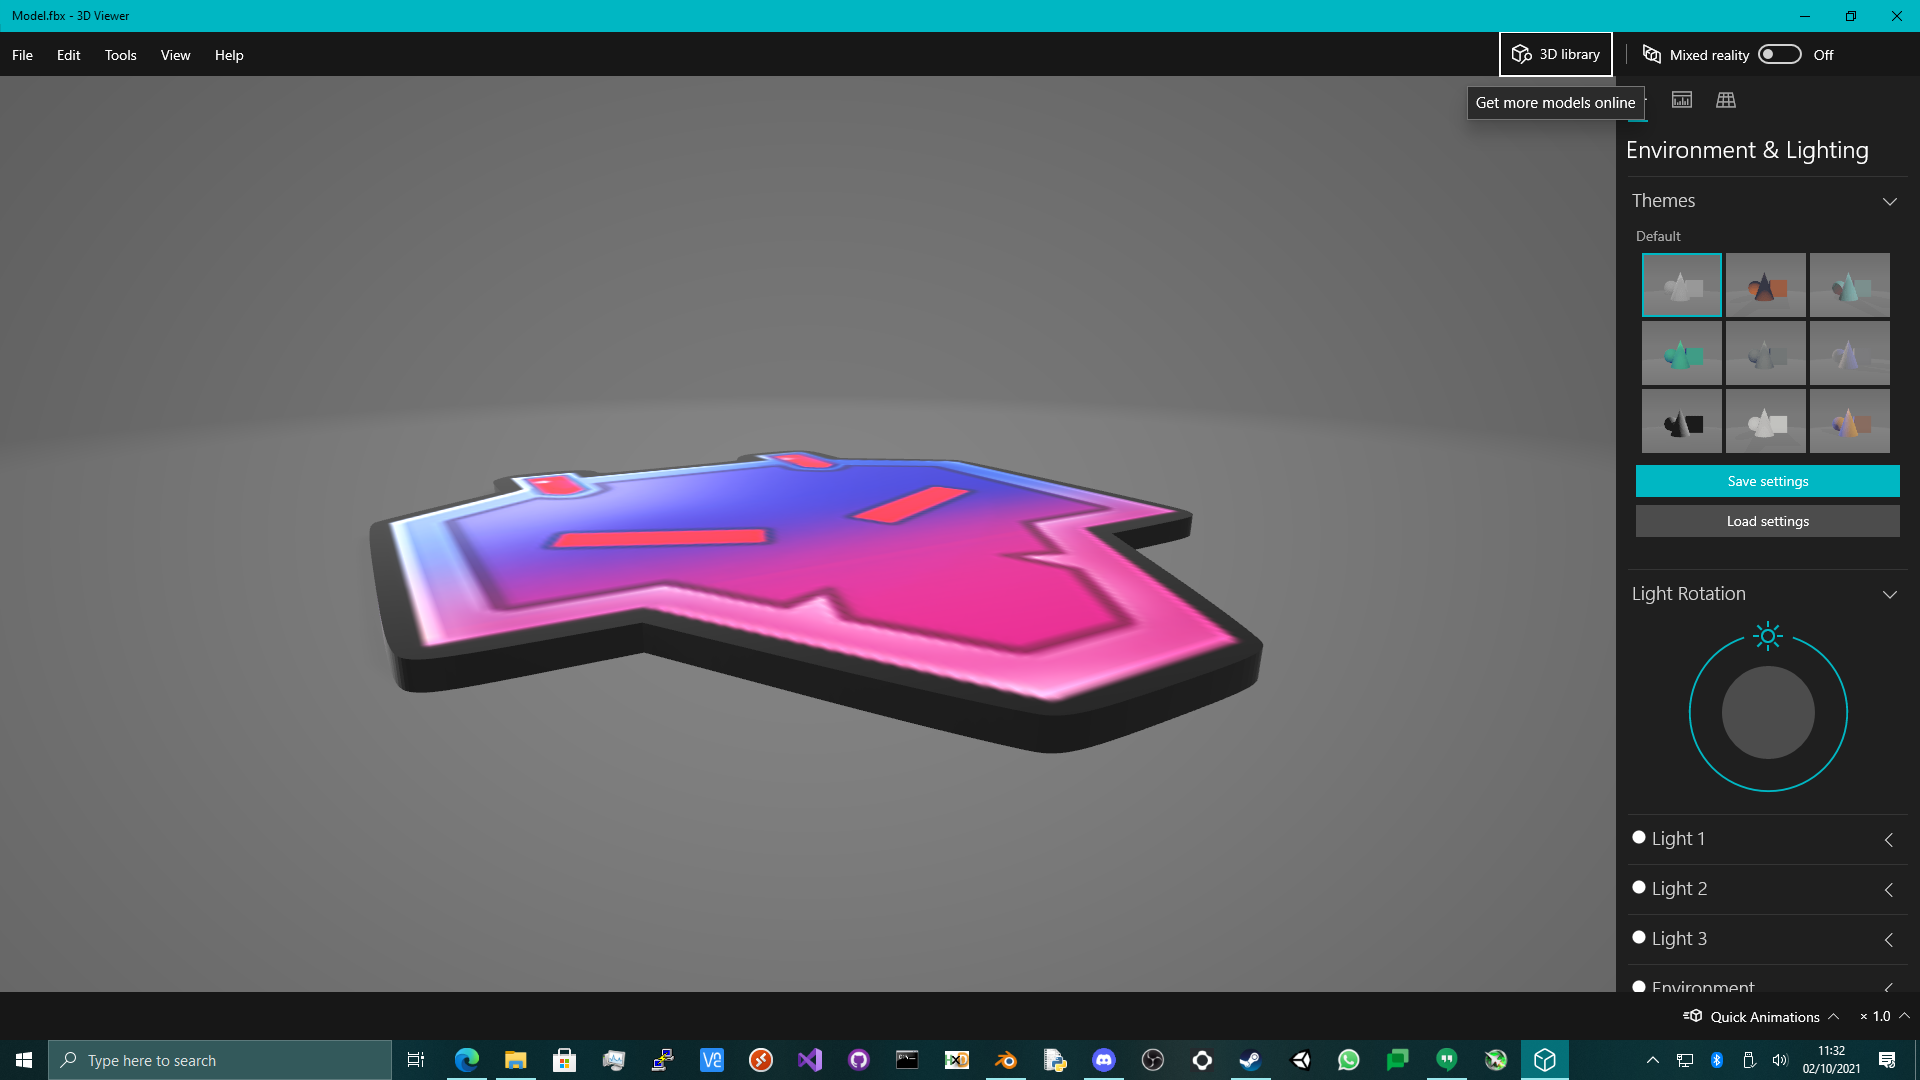 Model.fbx - 3D Viewer
File Edit Tools View Help
3D library
Mixed reality Off
Get more models online
Environment & Lighting
Themes
Default
Save settings
Load settings
Light Rotation
Light 1
Light 2
Light 3
Environment
Quick Animations × 1.0
Type here to search
11:32
02/10/2021